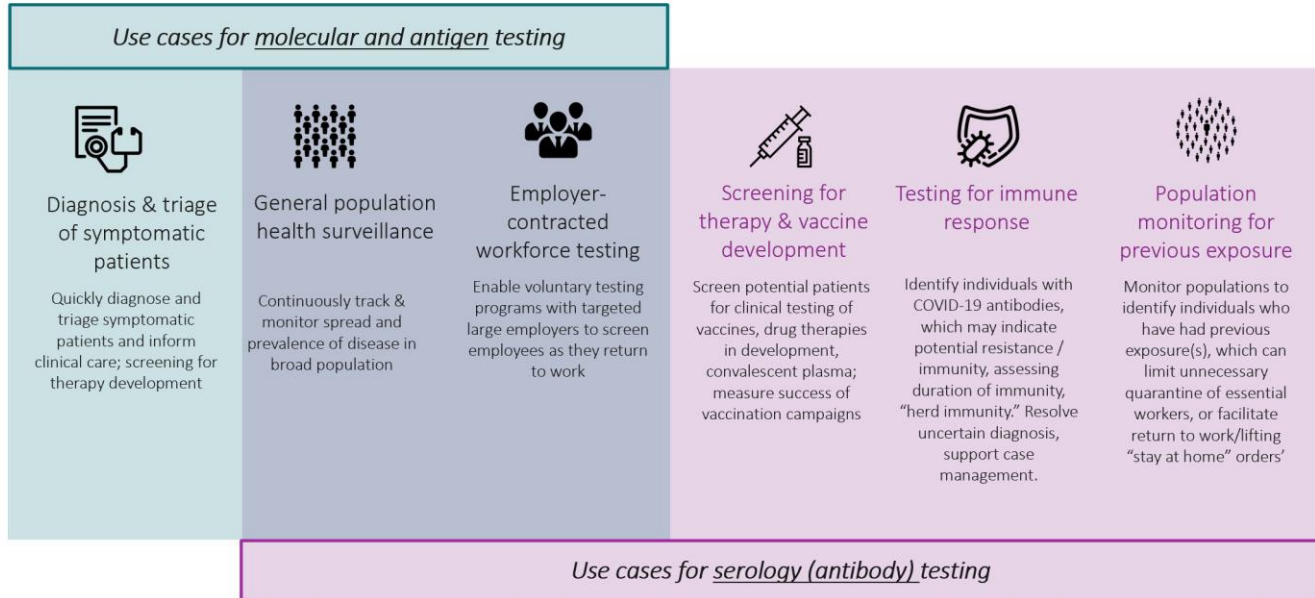 Use cases for molecular and antigen testing
Diagnosis & triage
of symptomatic
patients
Quickly diagnose and
triage symptomatic
patients and inform
clinical care; screening for
therapy development
General population
health surveillance
Continuously track &
monitor spread and
prevalence of disease in
broad population
Employer-
contracted
workforce testing
Enable voluntary testing
programs with targeted
large employers to screen
employees as they return
to work
Screening for
therapy & vaccine
development
Screen potential patients
for clinical testing of
vaccines, drug therapies
in development,
convalescent plasma;
measure success of
vaccination campaigns
Testing for immune
response
Identify individuals with
COVID-19 antibodies,
which may indicate
potential resistance /
immunity, assessing
duration of immunity,
“herd immunity.” Resolve
uncertain diagnosis,
support case
management.
Population
monitoring for
previous exposure
Monitor populations to
identify individuals who
have had previous
exposure(s), which can
limit unnecessary
quarantine of essential
workers, or facilitate
return to work/lifting
“stay at home” orders’
Use cases for serology (antibody) testing